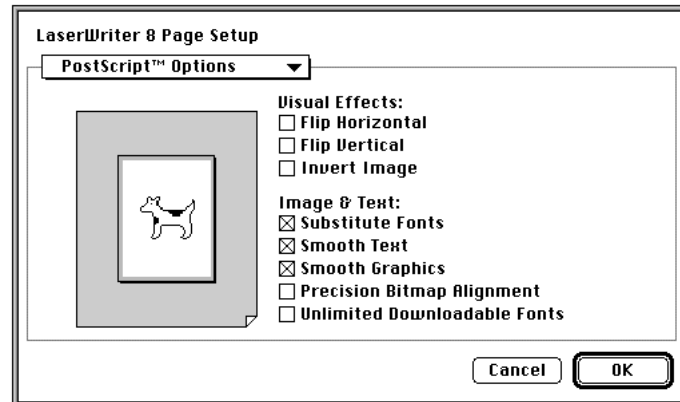 LaserWriter 8 Page Setup
PostScript™ Options
Visual Effects:
Flip Horizontal
Flip Vertical
Invert Image
Image & Text:
Substitute Fonts
Smooth Text
Smooth Graphics
Precision Bitmap Alignment
Unlimited Downloadable Fonts
Cancel
OK